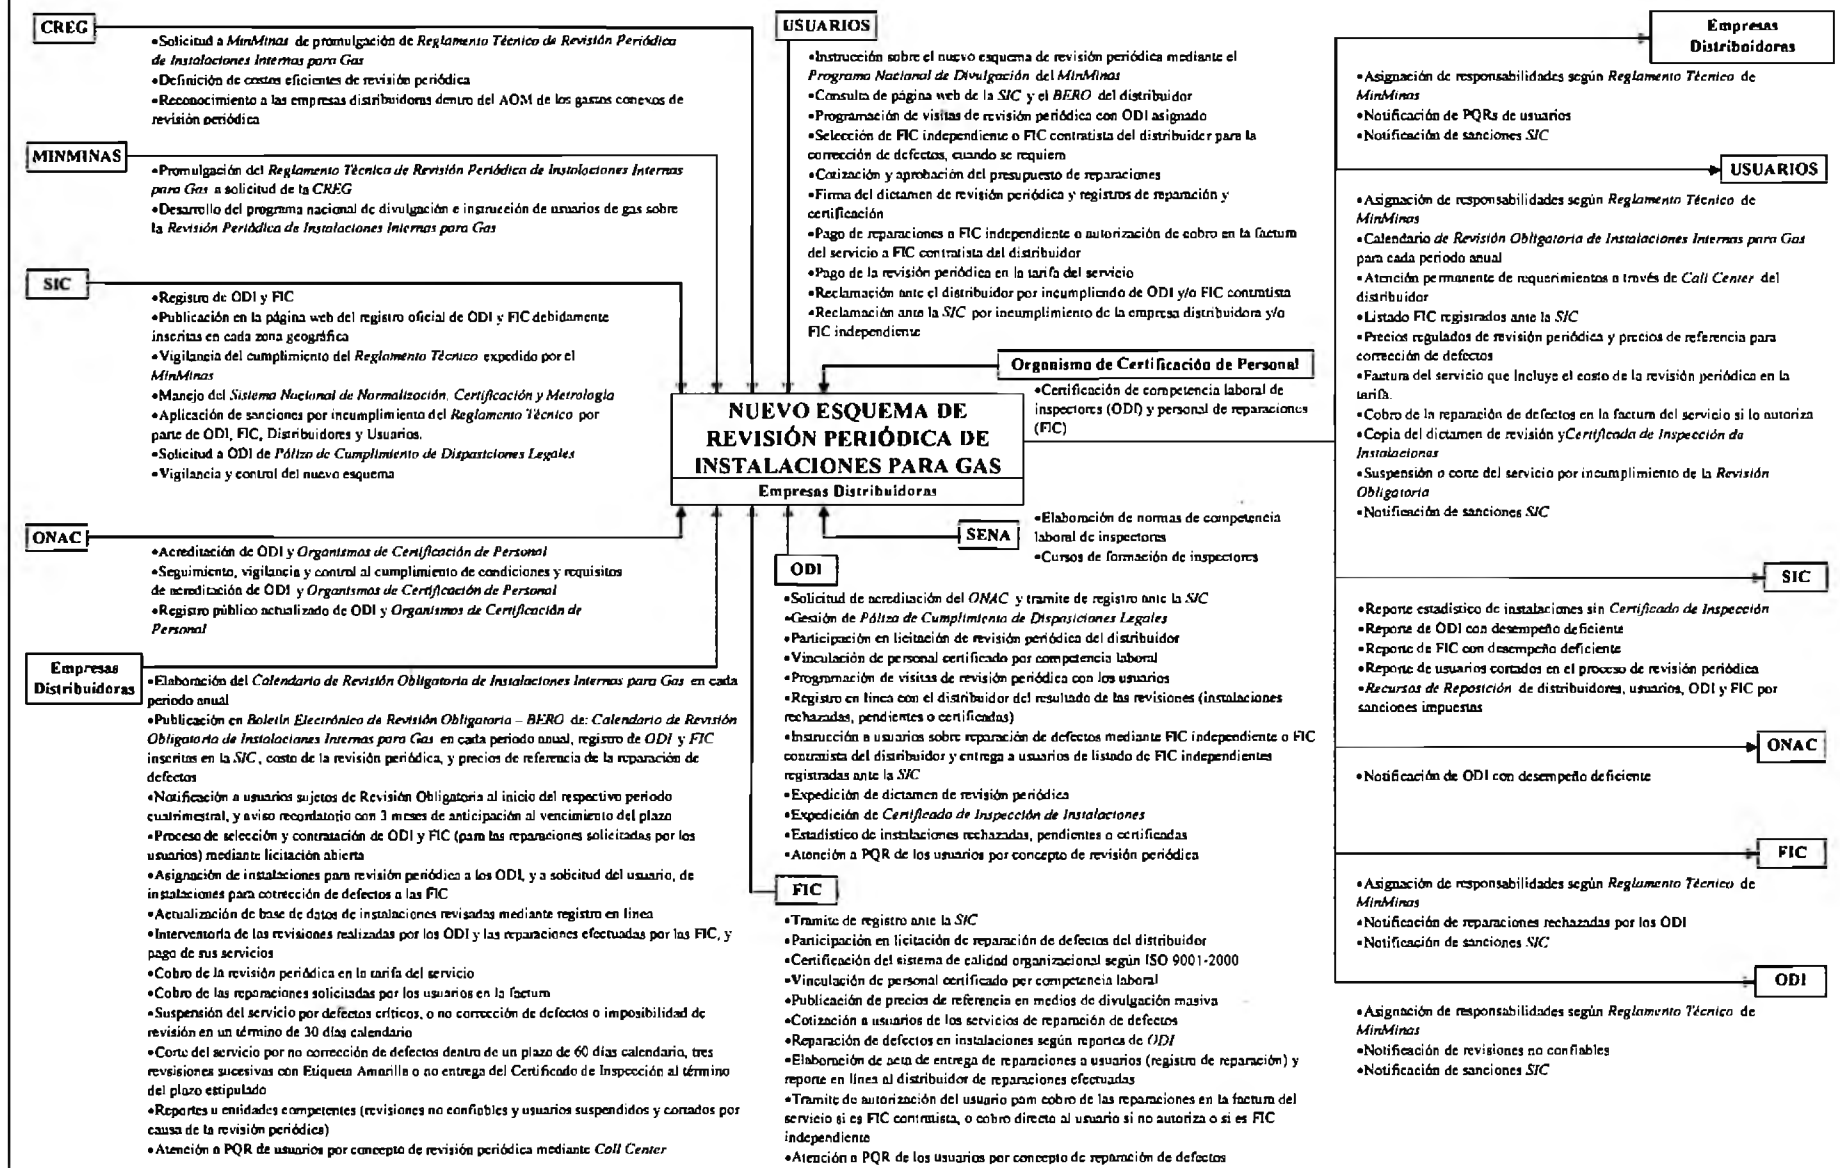 CREG
•Solicitud a MinMinas de promulgación de Reglamento Técnico de Revisión Periódica
de Instalaciones Internas para Gas
•Definición de costos eficientes de revisión periódica
•Reconocimiento a las empresas distribuidoras dentro del AOM de los gastos conexos de
revisión periódica
MINMINAS
•Promulgación del Reglamento Técnica de Revisión Periódica de Instalaciones Internas
para Gas a solicitud de la CREG
•Desarrollo del programa nacional de divulgación e instrucción de usuarios de gas sobre
la Revisión Periódica de Instalaciones Internas para Gas
SIC
•Registro de ODI y FIC
•Publicación en la página web del registro oficial de ODI y FIC debidamente
inscritas en cada zona geográfica
•Vigilancia del cumplimiento del Reglamento Técnico expedido por el
MinMinas
•Manejo del Sistema Nacional de Normalización, Certificación y Metrología
•Aplicación de sanciones por incumplimiento del Reglamento Técnico por
parte de ODI, FIC, Distribuidores y Usuarios.
•Solicitud a ODI de Póliza de Cumplimiento de Disposiciones Legales
•Vigilancia y control del nuevo esquema
ONAC
•Acreditación de ODI y Organismos de Certificación de Personal
•Seguimiento, vigilancia y control al cumplimiento de condiciones y requisitos
de acreditación de ODI y Organismos de Certificación de Personal
•Registro público actualizado de ODI y Organismos de Certificación de
Personal
Empresas
Distribuidoras
•Elaboración del Calendario de Revisión Obligatoria de Instalaciones Internas para Gas en cada
periodo anual
•Publicación en Boletín Electrónico de Revisión Obligatoria – BERO de: Calendario de Revisión
Obligatoria de Instalaciones Internas para Gas en cada periodo anual, registro de ODI y FIC
inscritos en la SIC, costo de la revisión periódica, y precios de referencia de la reparación de
defectos
•Notificación a usuarios sujetos de Revisión Obligatoria al inicio del respectivo periodo
cuatrimestral, y aviso recordatorio con 3 meses de anticipación al vencimiento del plazo
•Proceso de selección y contratación de ODI y FIC (para las reparaciones solicitadas por los
usuarios) mediante licitación abierta
•Asignación de instalaciones para revisión periódica a los ODI, y a solicitud del usuario, de
instalaciones para corrección de defectos a las FIC
•Actualización de base de datos de instalaciones revisadas mediante registro en línea
•Interventoría de las revisiones realizadas por los ODI y las reparaciones efectuadas por las FIC, y
pago de sus servicios
•Cobro de la revisión periódica en la tarifa del servicio
•Cobro de las reparaciones solicitadas por los usuarios en la factura
•Suspensión del servicio por defectos críticos, o no corrección de defectos o imposibilidad de
revisión en un término de 30 días calendario
•Corte del servicio por no corrección de defectos dentro de un plazo de 60 días calendario, tres
revsisiones sucesivas con Etiqueta Amarilla o no entrega del Certificado de Inspección al término
del plazo estipulado
•Reportes a entidades competentes (revisiones no confiables y usuarios suspendidos y cortados por
causa de la revisión periódica)
•Atención a PQR de usuarios por concepto de revisión periódica mediante Call Center
USUARIOS
•Instrucción sobre el nuevo esquema de revisión periódica mediante el
Programa Nacional de Divulgación del MinMinas
•Consulta de página web de la SIC y el BERO del distribuidor
•Programación de visitas de revisión periódica con ODI asignado
•Selección de FIC independiente o FIC contratista del distribuidor para la
corrección de defectos, cuando se requiera
•Cotización y aprobación del presupuesto de reparaciones
•Firma del dictamen de revisión periódica y registros de reparación y
certificación
•Pago de reparaciones a FIC independiente o autorización de cobro en la factura
del servicio a FIC contratista del distribuidor
•Pago de la revisión periódica en la tarifa del servicio
•Reclamación ante el distribuidor por incumpliendo de ODI y/o FIC contratista
•Reclamación ante la SIC por incumplimiento de la empresa distribuidora y/o
FIC independiente
Organismo de Certificación de Personal
•Certificación de competencia laboral de
inspectores (ODI) y personal de reparaciones
(FIC)
NUEVO ESQUEMA DE
REVISIÓN PERIÓDICA DE
INSTALACIONES PARA GAS
Empresas Distribuidoras
SENA
•Elaboración de normas de competencia
laboral de inspectores
•Cursos de formación de inspectores
ODI
•Solicitud de acreditación del ONAC y tramite de registro ante la SIC
•Gestión de Póliza de Cumplimiento de Disposiciones Legales
•Participación en licitación de revisión periódica del distribuidor
•Vinculación de personal certificado por competencia laboral
•Programación de visitas de revisión periódica con los usuarios
•Registro en línea con el distribuidor del resultado de las revisiones (instalaciones
rechazadas, pendientes o certificadas)
•Instrucción a usuarios sobre reparación de defectos mediante FIC independiente o FIC
contratista del distribuidor y entrega a usuarios de listado de FIC independientes
registradas ante la SIC
•Expedición de dictamen de revisión periódica
•Expedición de Certificado de Inspección de Instalaciones
•Estadístico de instalaciones rechazadas, pendientes o certificadas
•Atención a PQR de los usuarios por concepto de revisión periódica
FIC
•Tramite de registro ante la SIC
•Participación en licitación de reparación de defectos del distribuidor
•Certificación del sistema de calidad organizacional según ISO 9001-2000
•Vinculación de personal certificado por competencia laboral
•Publicación de precios de referencia en medios de divulgación masiva
•Cotización a usuarios de los servicios de reparación de defectos
•Reparación de defectos en instalaciones según reportes de ODI
•Elaboración de acta de entrega de reparaciones a usuarios (registro de reparación) y
reporte en línea al distribuidor de reparaciones efectuadas
•Tramite de autorización del usuario para cobro de las reparaciones en la factura del
servicio si es FIC contratista, o cobro directo al usuario si no autoriza o si es FIC
independiente
•Atención a PQR de los usuarios por concepto de reparación de defectos
Empresas
Distribuidoras
•Asignación de responsabilidades según Reglamento Técnico de
MinMinas
•Notificación de PQRs de usuarios
•Notificación de sanciones SIC
USUARIOS
•Asignación de responsabilidades según Reglamento Técnico de
MinMinas
•Calendario de Revisión Obligatoria de Instalaciones Internas para Gas
para cada periodo anual
•Atención permanente de requerimientos a través de Call Center del
distribuidor
•Listado FIC registrados ante la SIC
•Precios regulados de revisión periódica y precios de referencia para
corrección de defectos
•Factura del servicio que Incluye el costo de la revisión periódica en la
tarifa.
•Cobro de la reparación de defectos en la factura del servicio si lo autoriza
•Copia del dictamen de revisión yCertificado de Inspección de
Instalaciones
•Suspensión o corte del servicio por incumplimiento de la Revisión
Obligatoria
•Notificación de sanciones SIC
SIC
•Reporte estadístico de instalaciones sin Certificado de Inspección
•Reporte de ODI con desempeño deficiente
•Reporte de FIC con desempeño deficiente
•Reporte de usuarios cortados en el proceso de revisión periódica
•Recursos de Reposición de distribuidores, usuarios, ODI y FIC por
sanciones impuestas
ONAC
•Notificación de ODI con desempeño deficiente
FIC
•Asignación de responsabilidades según Reglamento Técnico de
MinMinas
•Notificación de reparaciones rechazadas por los ODI
•Notificación de sanciones SIC
ODI
•Asignación de responsabilidades según Reglamento Técnico de
MinMinas
•Notificación de revisiones no confiables
•Notificación de sanciones SIC